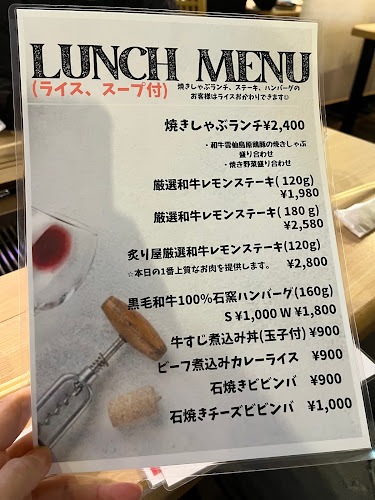 LUNCH MENU
(ライス、スープ付)
焼きしゃぶランチ、ステーキ、ハンバーグの
お客様はライスおかわりできます☺
焼きしゃぶランチ¥2,400
・和牛雲仙島原鶏豚の焼きしゃぶ
盛り合わせ
・焼き野菜盛り合わせ
厳選和牛レモンステーキ( 120g)
¥1,980
厳選和牛レモンステーキ( 180 g)
¥2,580
炙り屋厳選和牛レモンステーキ(120g)
☆本日の1番上質なお肉を提供します。 ¥2,800
黒毛和牛100%石窯ハンバーグ(160g)
S ¥1,000 W ¥1,800
牛すじ煮込み丼(玉子付) ¥900
ビーフ煮込みカレーライス ¥900
石焼きビビンバ ¥900
石焼きチーズビビンバ ¥1,000